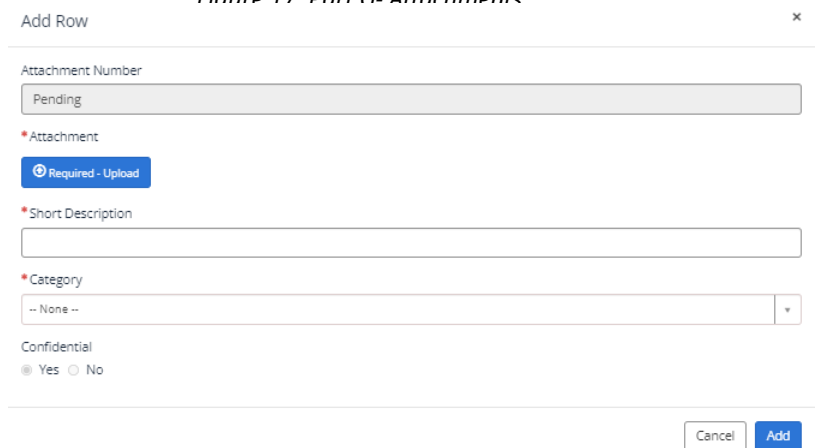 Add Row
×
Attachment Number
Pending
*Attachment
Required - Upload
*Short Description
*Category
-- None --
Confidential
Yes No
Cancel Add